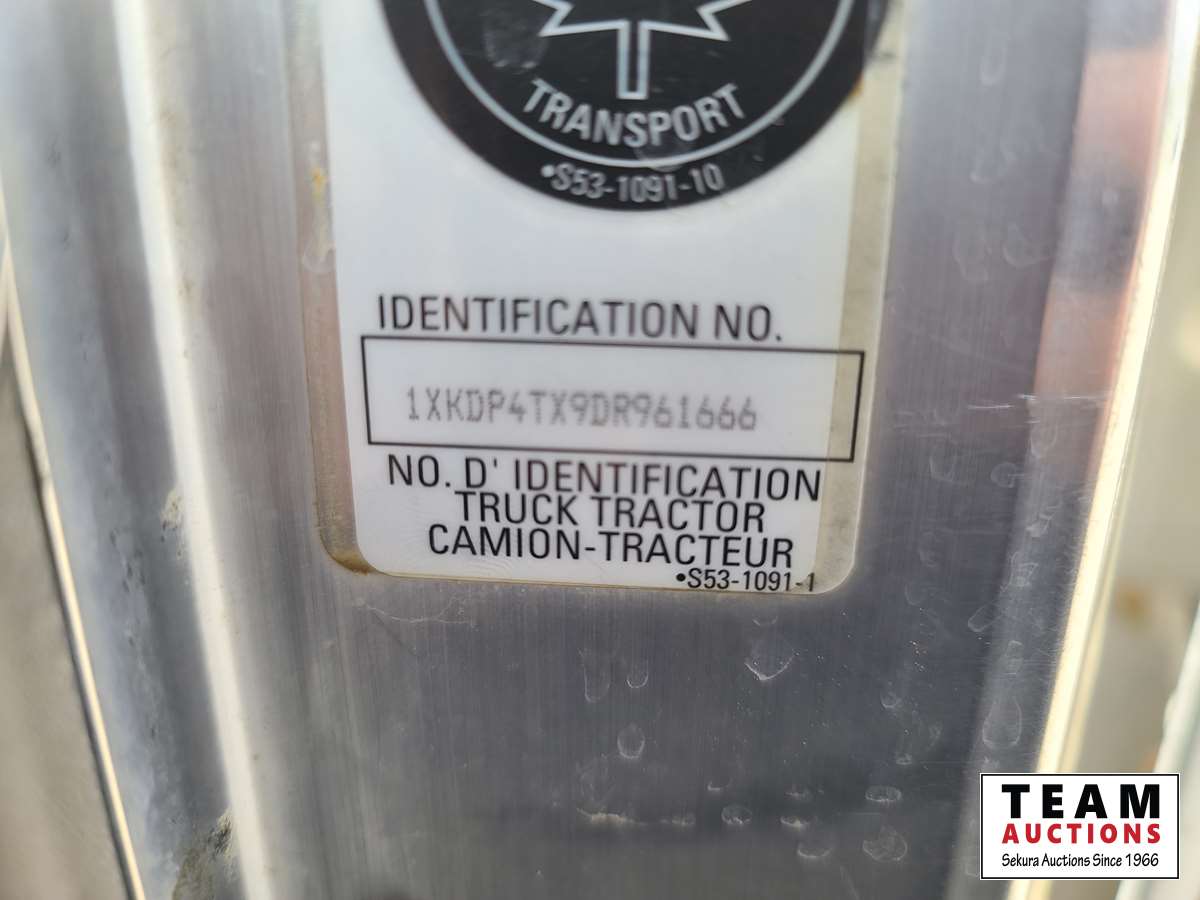 TRANSPORT
•S53-1091-10
IDENTIFICATION NO.
1XKDP4TX9DR961666
NO. D' IDENTIFICATION
TRUCK TRACTOR
CAMION-TRACTEUR
•S53-1091-1
TEAM
AUCTIONS
Sekura Auctions Since 1966